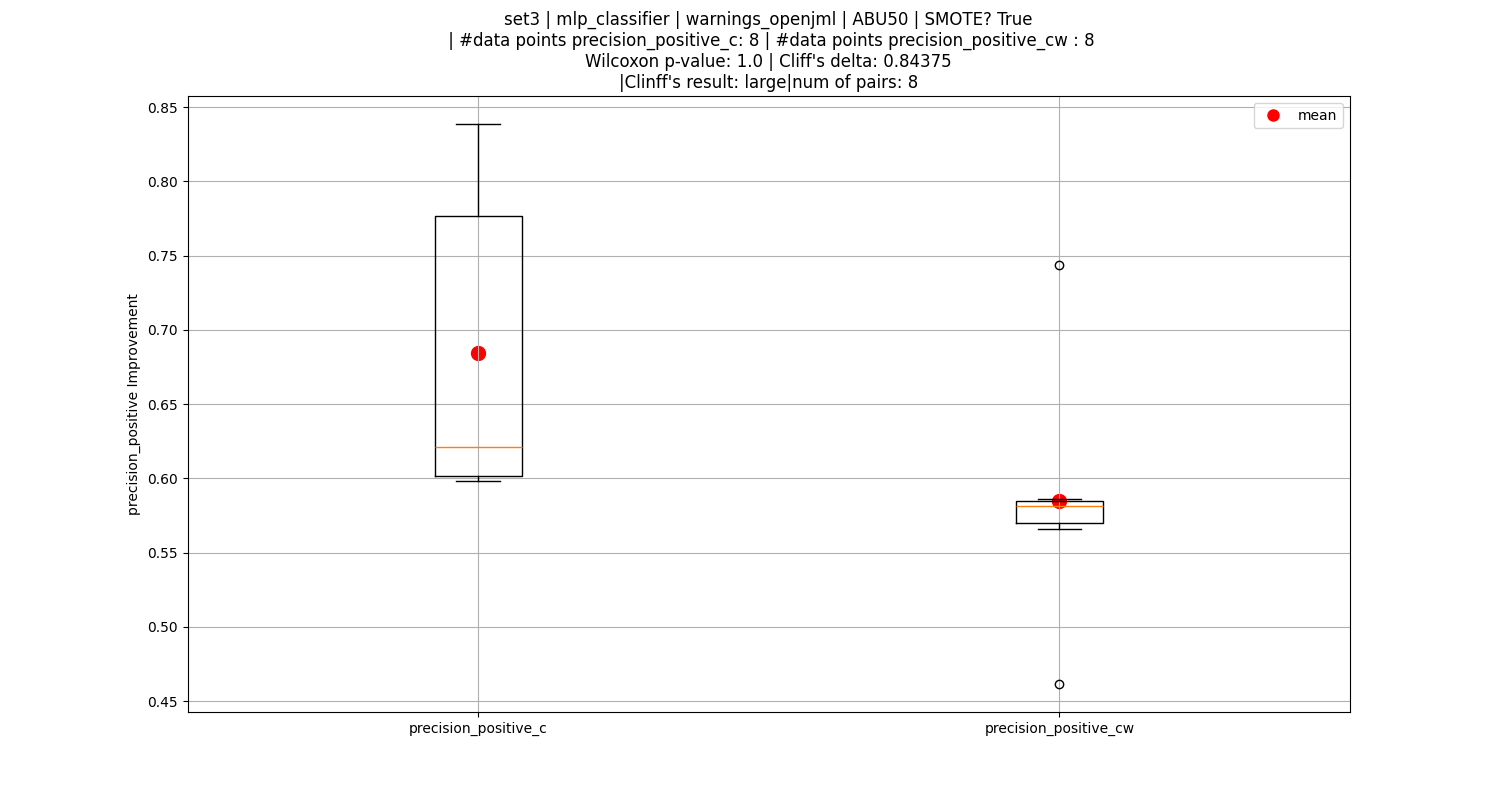 set3 | mlp_classifier | warnings_openjml | ABU50 | SMOTE? True
| #data points precision_positive_c: 8 | #data points precision_positive_cw : 8
Wilcoxon p-value: 1.0 | Cliff's delta: 0.84375
|Clinff's result: large|num of pairs: 8
mean
0.85
0.80
0.75
0.70
0.65
0.60
0.55
0.50
0.45
precision_positive Improvement
precision_positive_c
precision_positive_cw